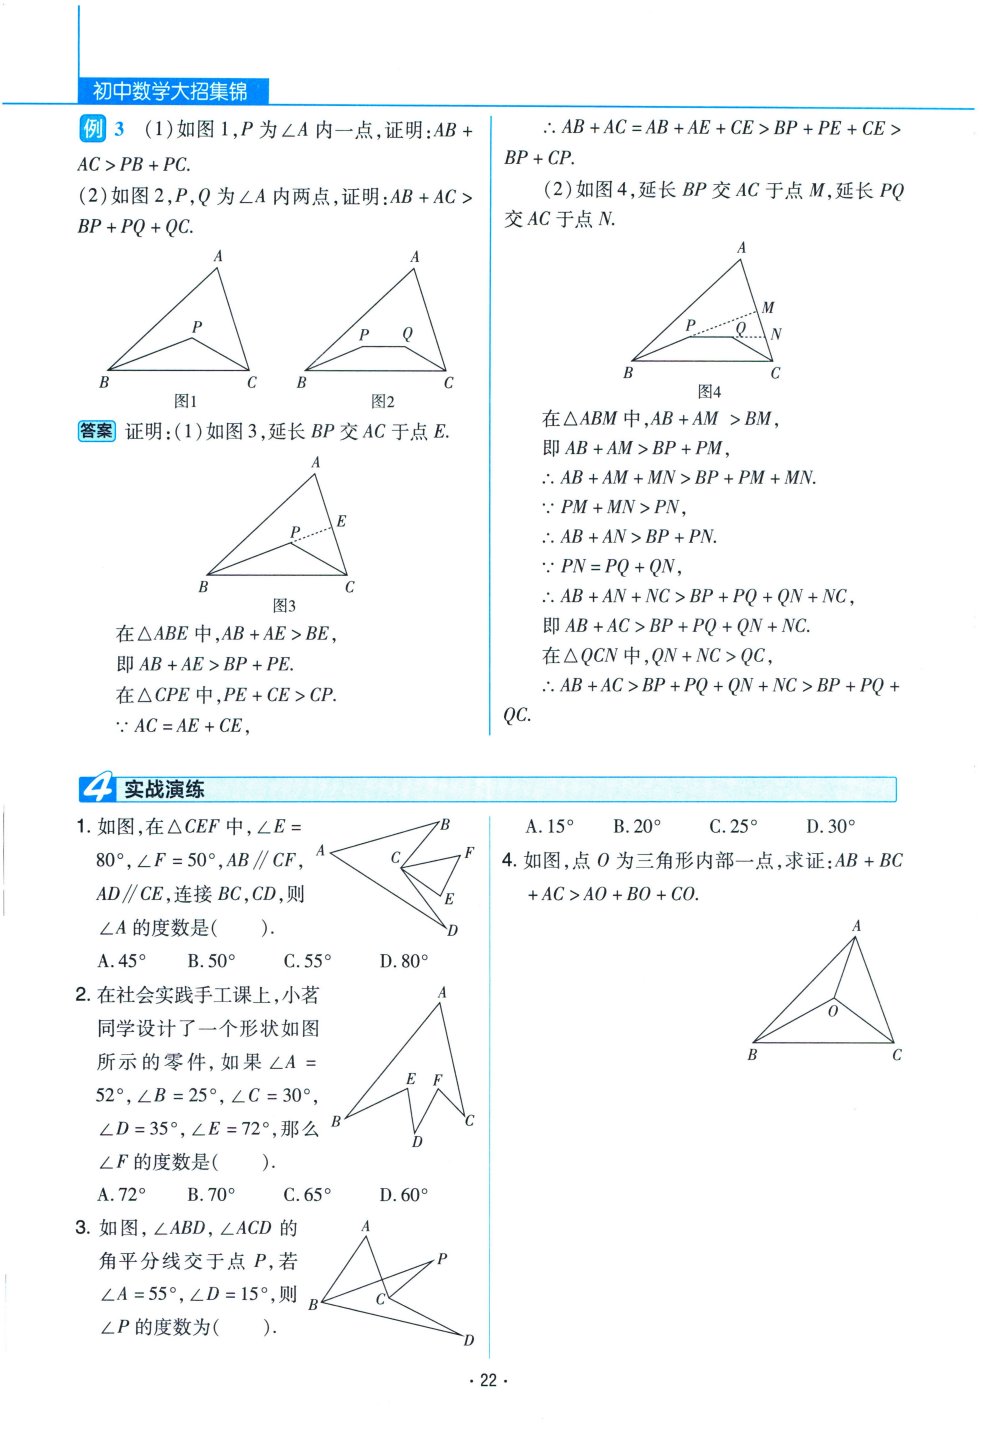 初中数学大招集锦
例 3 (1)如图1,P为∠A内一点,证明:AB+
AC>PB+PC.
(2)如图2,P,Q为∠A内两点,证明:AB+AC>
BP+PQ+QC.
A
P
B
C
图1
A
P
Q
B
C
图2
答案 证明:(1)如图3,延长BP交AC于点E.
A
E
P
B
C
图3
在△ABE中,AB+AE>BE,
即AB+AE>BP+PE.
在△CPE中,PE+CE>CP.
∵AC=AE+CE,
∴AB+AC=AB+AE+CE>BP+PE+CE>
BP+CP.
(2)如图4,延长BP交AC于点M,延长PQ
交AC于点N.
A
M
P
Q
N
B
C
图4
在△ABM中,AB+AM>BM,
即AB+AM>BP+PM,
∴AB+AM+MN>BP+PM+MN.
∵PM+MN>PN,
∴AB+AN>BP+PN.
∵PN=PQ+QN,
∴AB+AN+NC>BP+PQ+QN+NC,
即AB+AC>BP+PQ+QN+NC.
在△QCN中,QN+NC>QC,
∴AB+AC>BP+PQ+QN+NC>BP+PQ+
QC.
4 实战演练
1. 如图,在△CEF中,∠E=
80°,∠F=50°,AB∥CF,
AD∥CE,连接BC,CD,则
∠A的度数是( ).
A
B
C
F
E
D
A.45° B.50° C.55° D.80°
2. 在社会实践手工课上,小茗
同学设计了一个形状如图
所示的零件,如果∠A=
52°,∠B=25°,∠C=30°,
∠D=35°,∠E=72°,那么
∠F的度数是( ).
A
E
F
B
C
D
A.72° B.70° C.65° D.60°
3. 如图,∠ABD,∠ACD的
角平分线交于点P,若
∠A=55°,∠D=15°,则
∠P的度数为( ).
A
P
B
C
D
A.15° B.20° C.25° D.30°
4. 如图,点O为三角形内部一点,求证:AB+BC
+AC>AO+BO+CO.
A
O
B
C
·22·